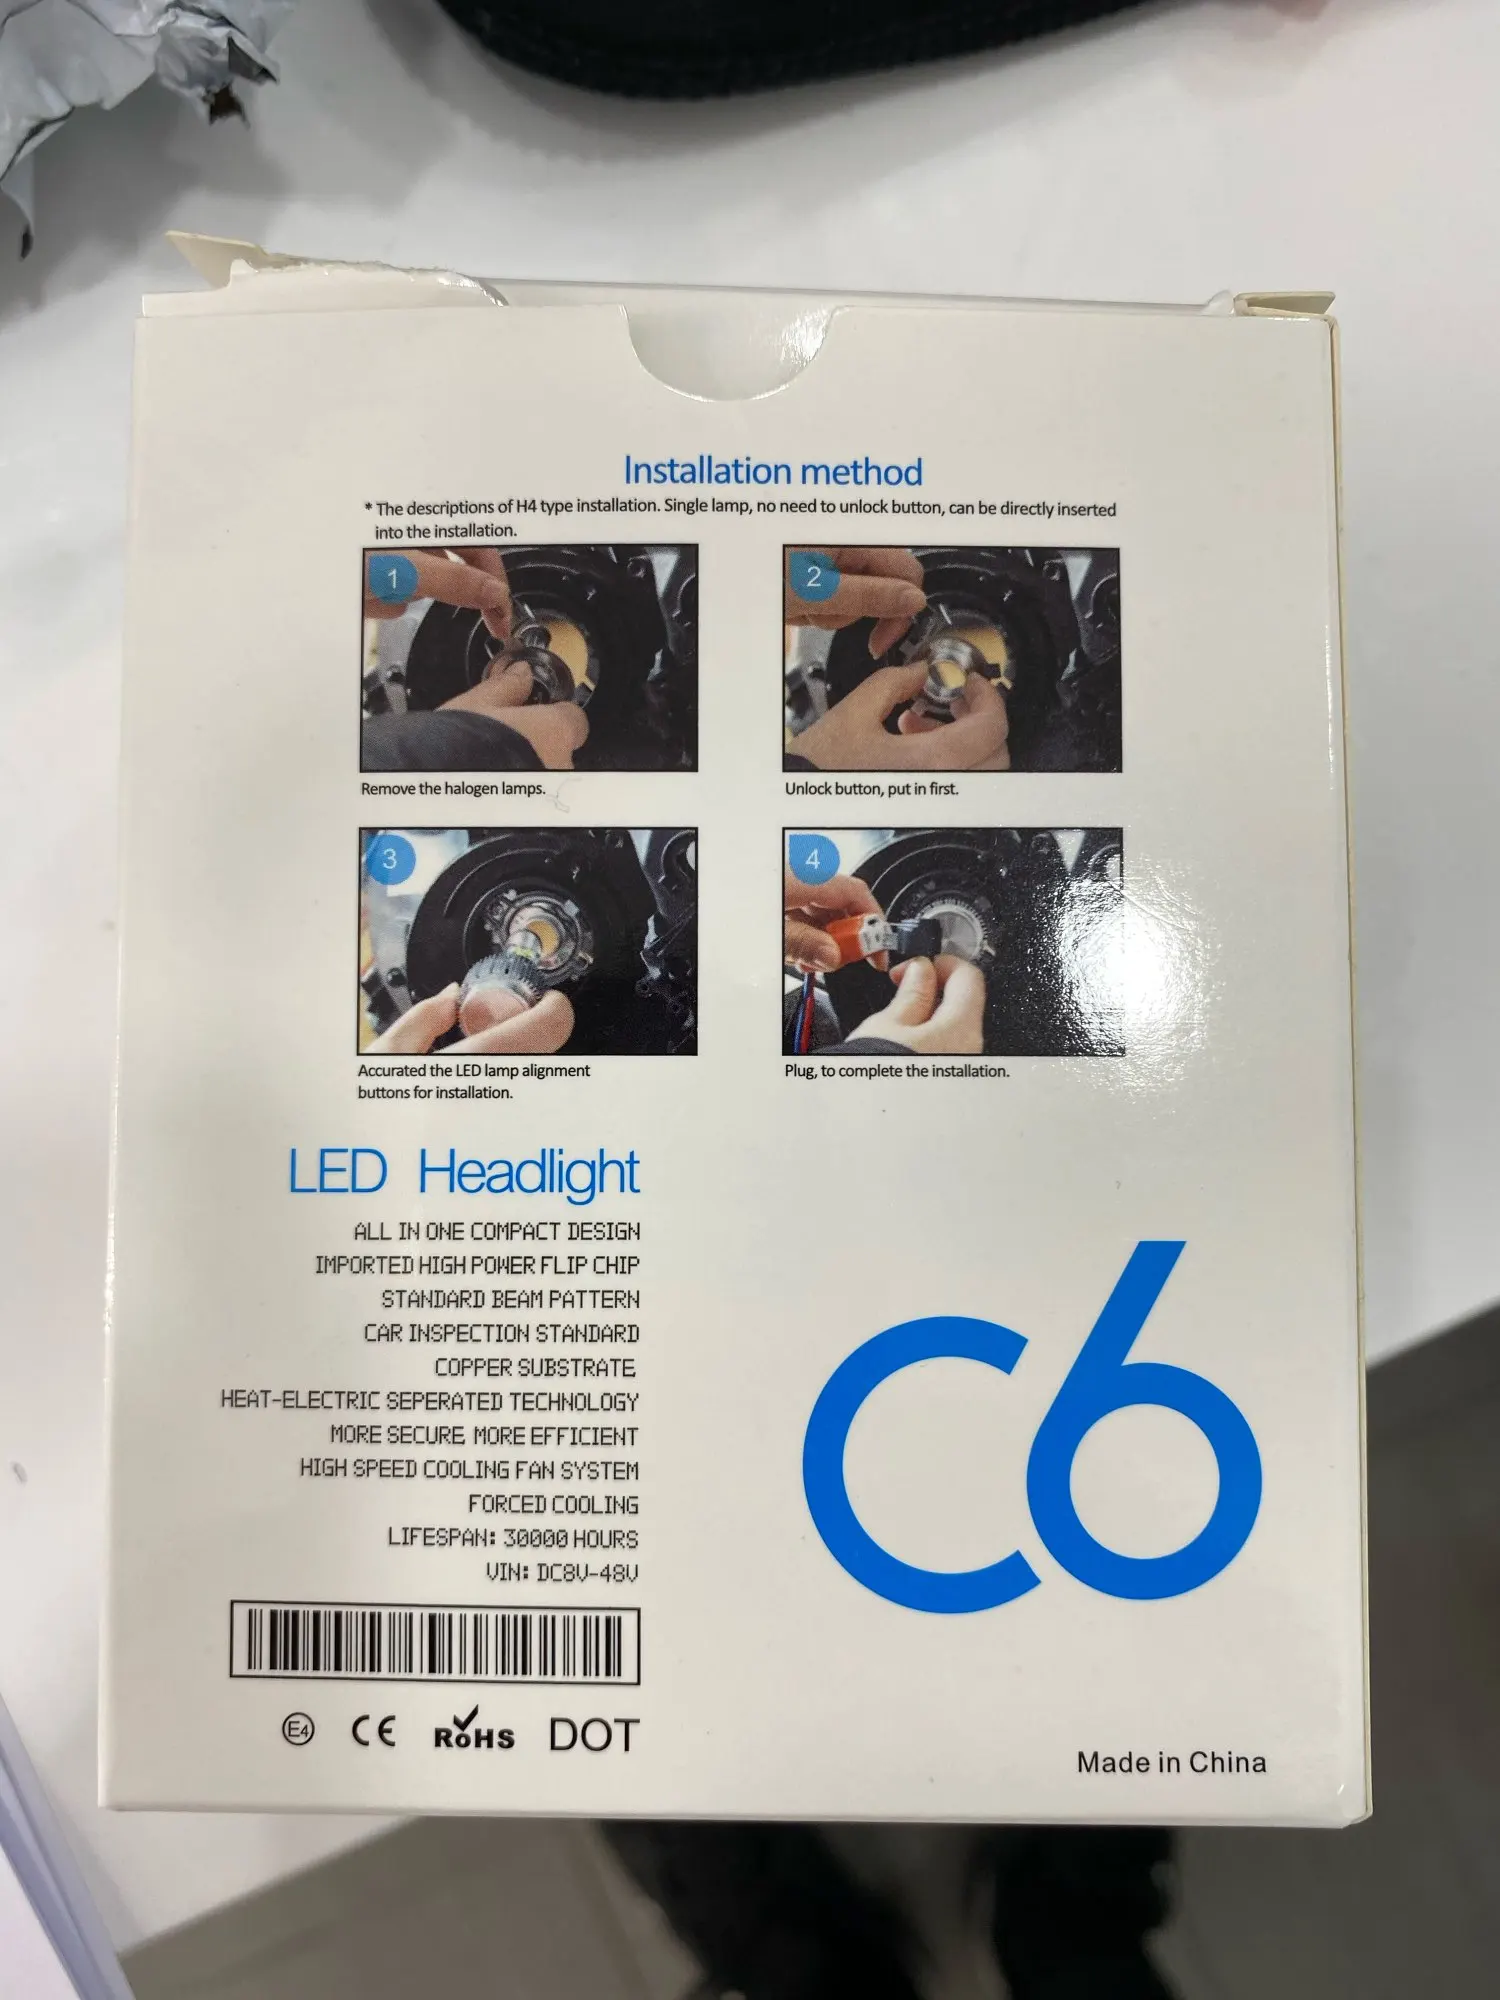 Installation method
* The descriptions of H4 type installation. Single lamp, no need to unlock button, can be directly inserted
into the installation.
1
2
Remove the halogen lamps.
Unlock button, put in first.
3
4
Accurated the LED lamp alignment
buttons for installation.
Plug, to complete the installation.
LED Headlight
ALL IN ONE COMPACT DESIGN
IMPORTED HIGH POWER FLIP CHIP
STANDARD BEAM PATTERN
CAR INSPECTION STANDARD
COPPER SUBSTRATE
HEAT-ELECTRIC SEPERATED TECHNOLOGY
MORE SECURE MORE EFFICIENT
HIGH SPEED COOLING FAN SYSTEM
FORCED COOLING
LIFESPAN: 30000 HOURS
VIN: DC8V-48V
C6
E4 CE RoHS DOT
Made in China